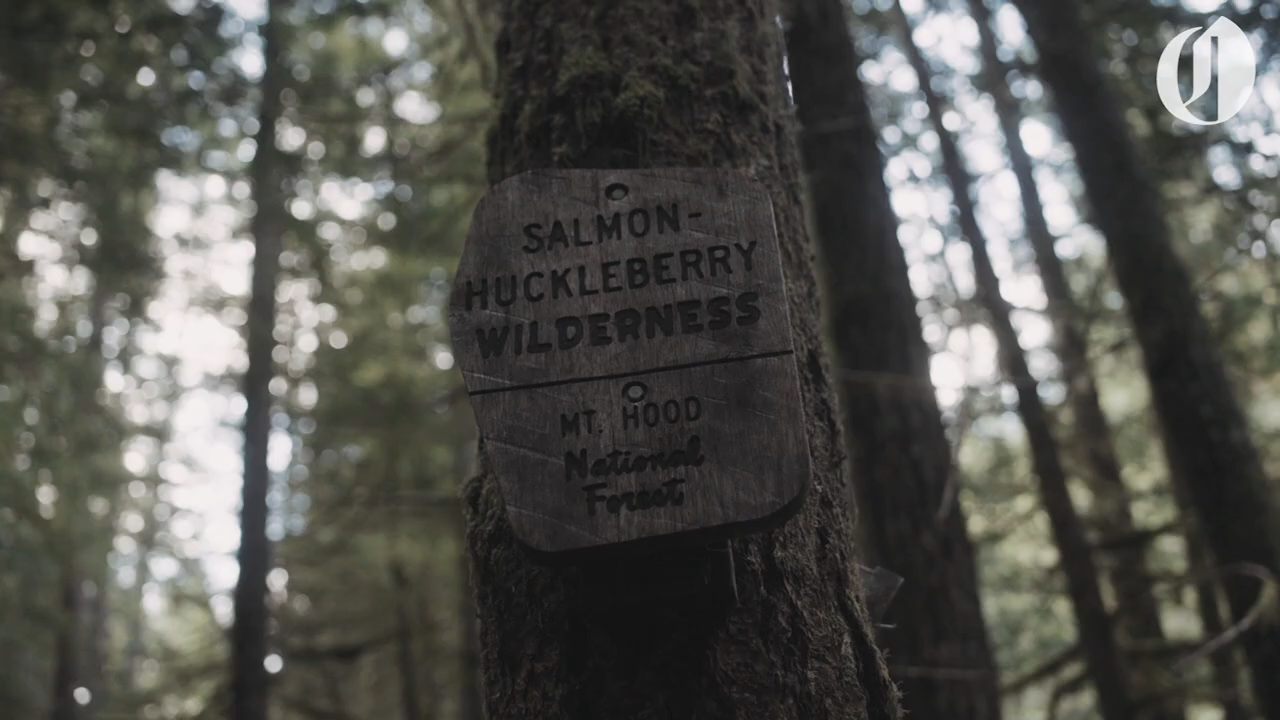 SALMON-
HUCKLEBERRY
WILDERNESS
MT. HOOD
National
Forest